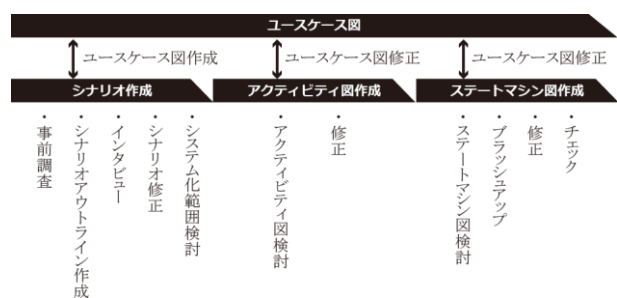 ユースケース図
ユースケース図作成
ユースケース図修正
ユースケース図修正
シナリオ作成
アクティビティ図作成
ステートマシン図作成
・事前調査
・シナリオアウトライン作成
・インタビュー
・シナリオ修正
・システム化範囲検討
・アクティビティ図検討
・修正
・ステートマシン図検討
・ブラッシュアップ
・修正
・チェック